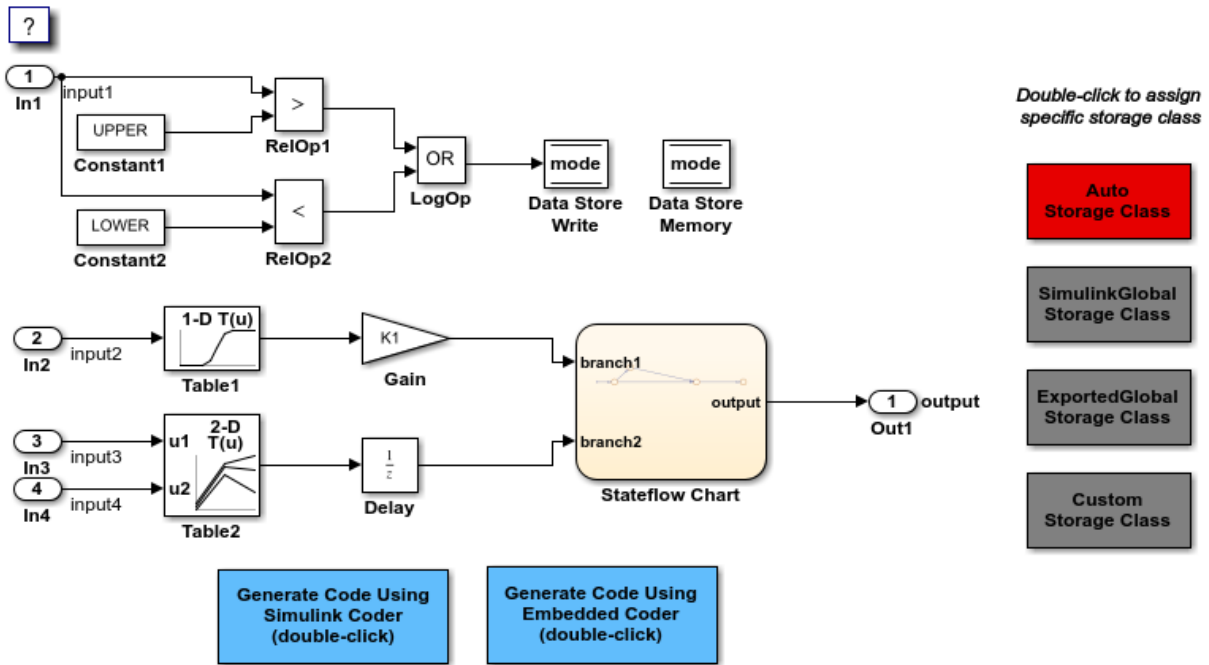 ?
1
In1
input1
UPPER
Constant1
>
RelOp1
LOWER
Constant2
<
RelOp2
OR
LogOp
mode
Data Store
Write
mode
Data Store
Memory
Double-click to assign
specific storage class
Auto
Storage Class
SimulinkGlobal
Storage Class
ExportedGlobal
Storage Class
Custom
Storage Class
2
In2
input2
1-D T(u)
Table1
K1
Gain
3
In3
input3
4
In4
input4
u1
u2
2-D
T(u)
Table2
1
z
Delay
branch1
branch2
output
Stateflow Chart
1
output
Out1
Generate Code Using
Simulink Coder
(double-click)
Generate Code Using
Embedded Coder
(double-click)